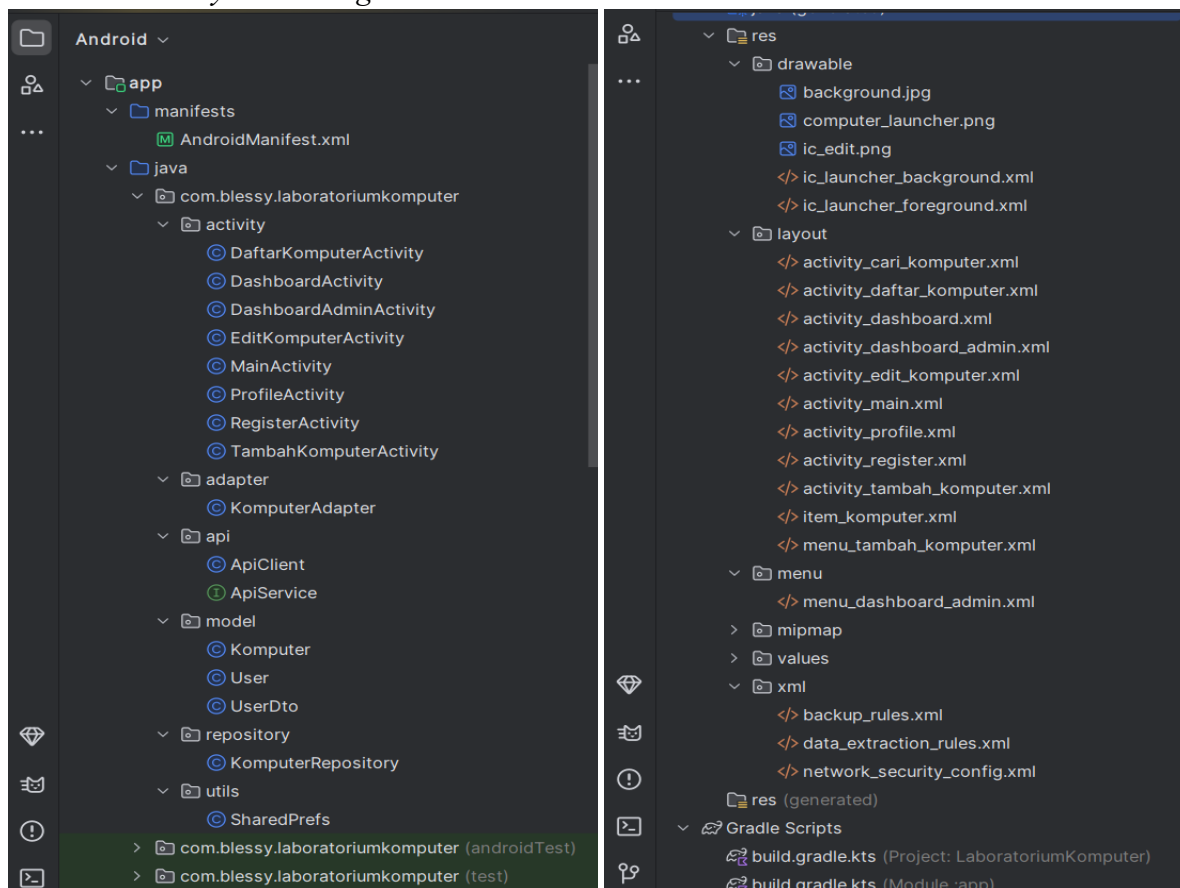 Android
app
manifests
AndroidManifest.xml
java
com.blessy.laboratoriumkomputer
activity
DaftarKomputerActivity
DashboardActivity
DashboardAdminActivity
EditKomputerActivity
MainActivity
ProfileActivity
RegisterActivity
TambahKomputerActivity
adapter
KomputerAdapter
api
ApiClient
ApiService
model
Komputer
User
UserDto
repository
KomputerRepository
utils
SharedPrefs
com.blessy.laboratoriumkomputer (androidTest)
com.blessy.laboratoriumkomputer (test)
res
drawable
background.jpg
computer_launcher.png
ic_edit.png
ic_launcher_background.xml
ic_launcher_foreground.xml
layout
activity_cari_komputer.xml
activity_daftar_komputer.xml
activity_dashboard.xml
activity_dashboard_admin.xml
activity_edit_komputer.xml
activity_main.xml
activity_profile.xml
activity_register.xml
activity_tambah_komputer.xml
item_komputer.xml
menu_tambah_komputer.xml
menu
menu_dashboard_admin.xml
mipmap
values
xml
backup_rules.xml
data_extraction_rules.xml
network_security_config.xml
res (generated)
Gradle Scripts
build.gradle.kts (Project: LaboratoriumKomputer)
build.gradle.kts (Module :app)